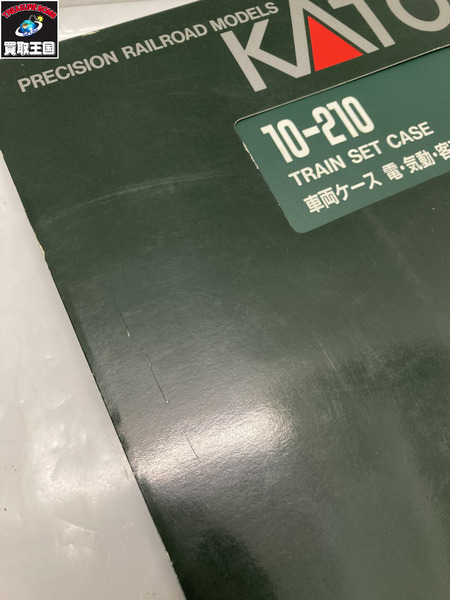 買取王国
PRECISION RAILROAD MODELS
KATO
10-210
TRAIN SET CASE
車両ケース 電・気動・客